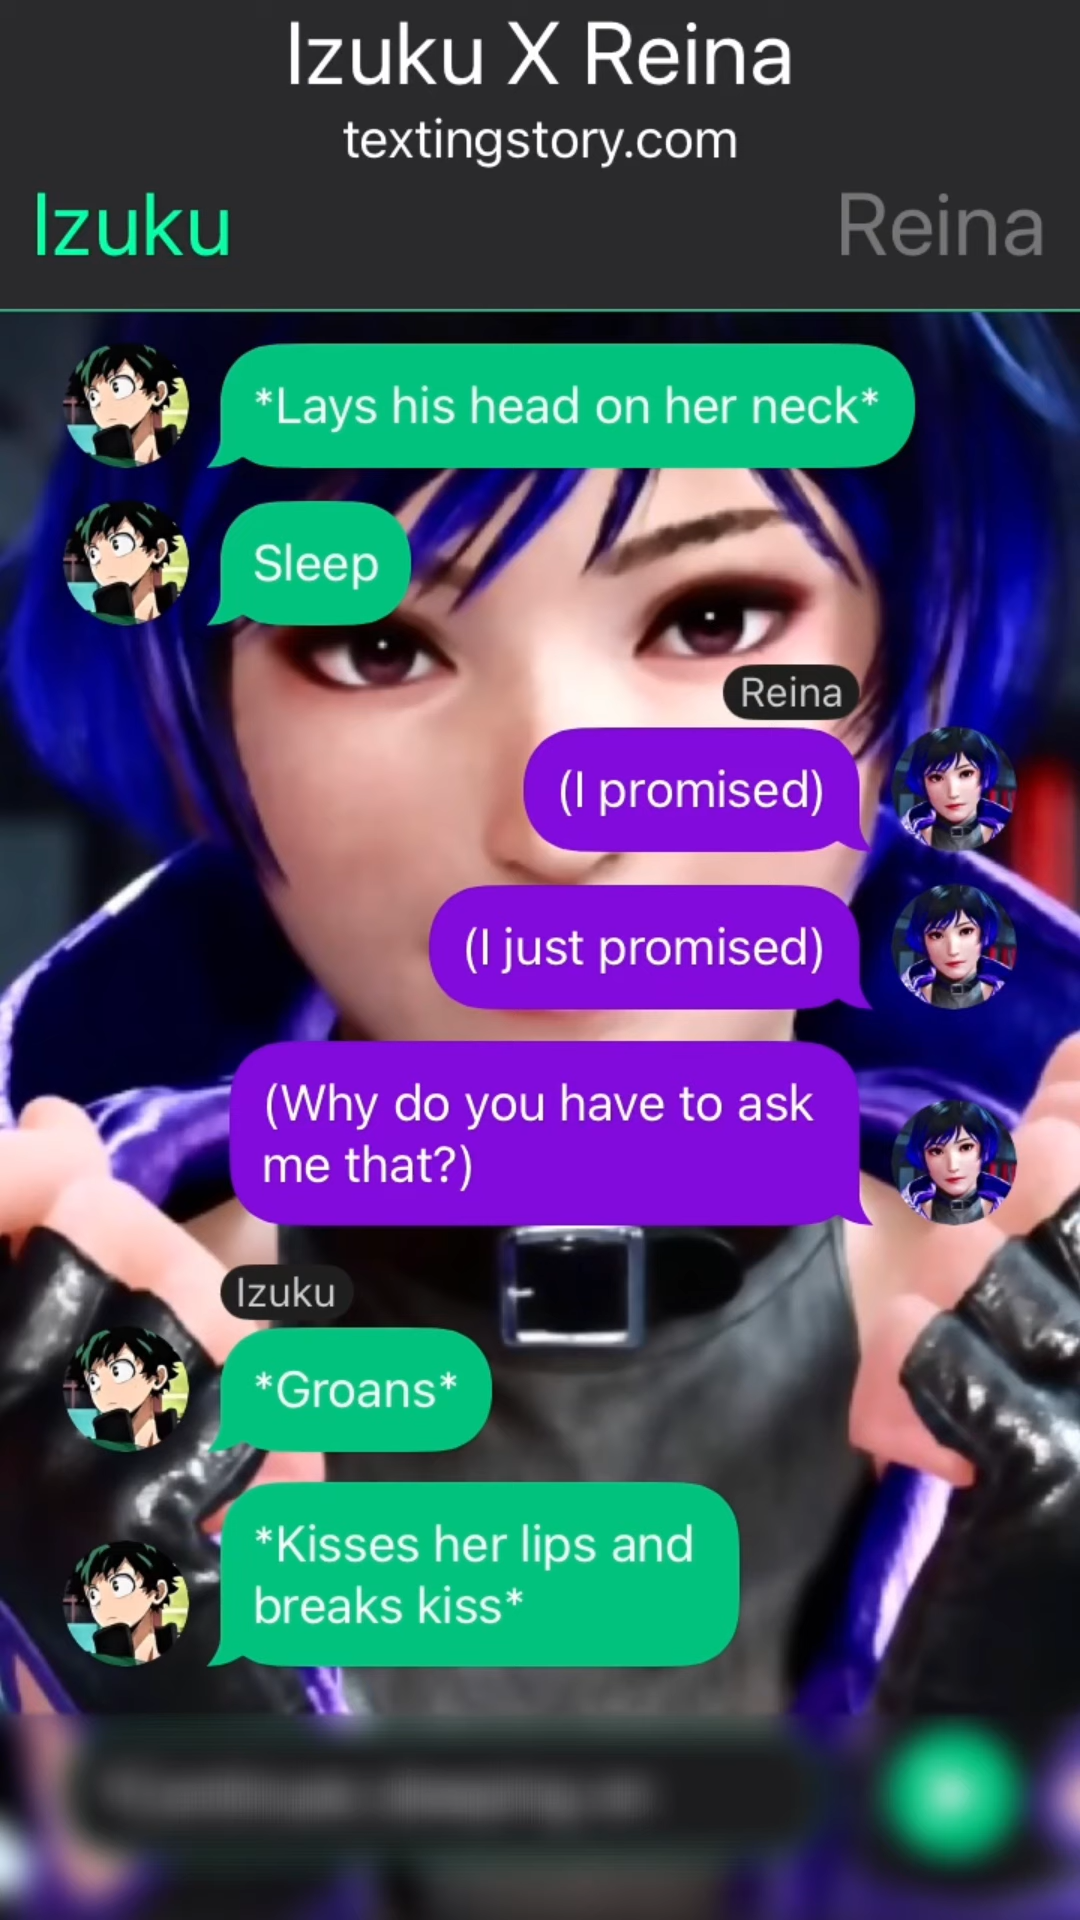 Izuku X Reina
textingstory.com
Izuku
Reina
*Lays his head on her neck*
Sleep
Reina
(I promised)
(I just promised)
(Why do you have to ask
me that?)
Izuku
*Groans*
*Kisses her lips and
breaks kiss*